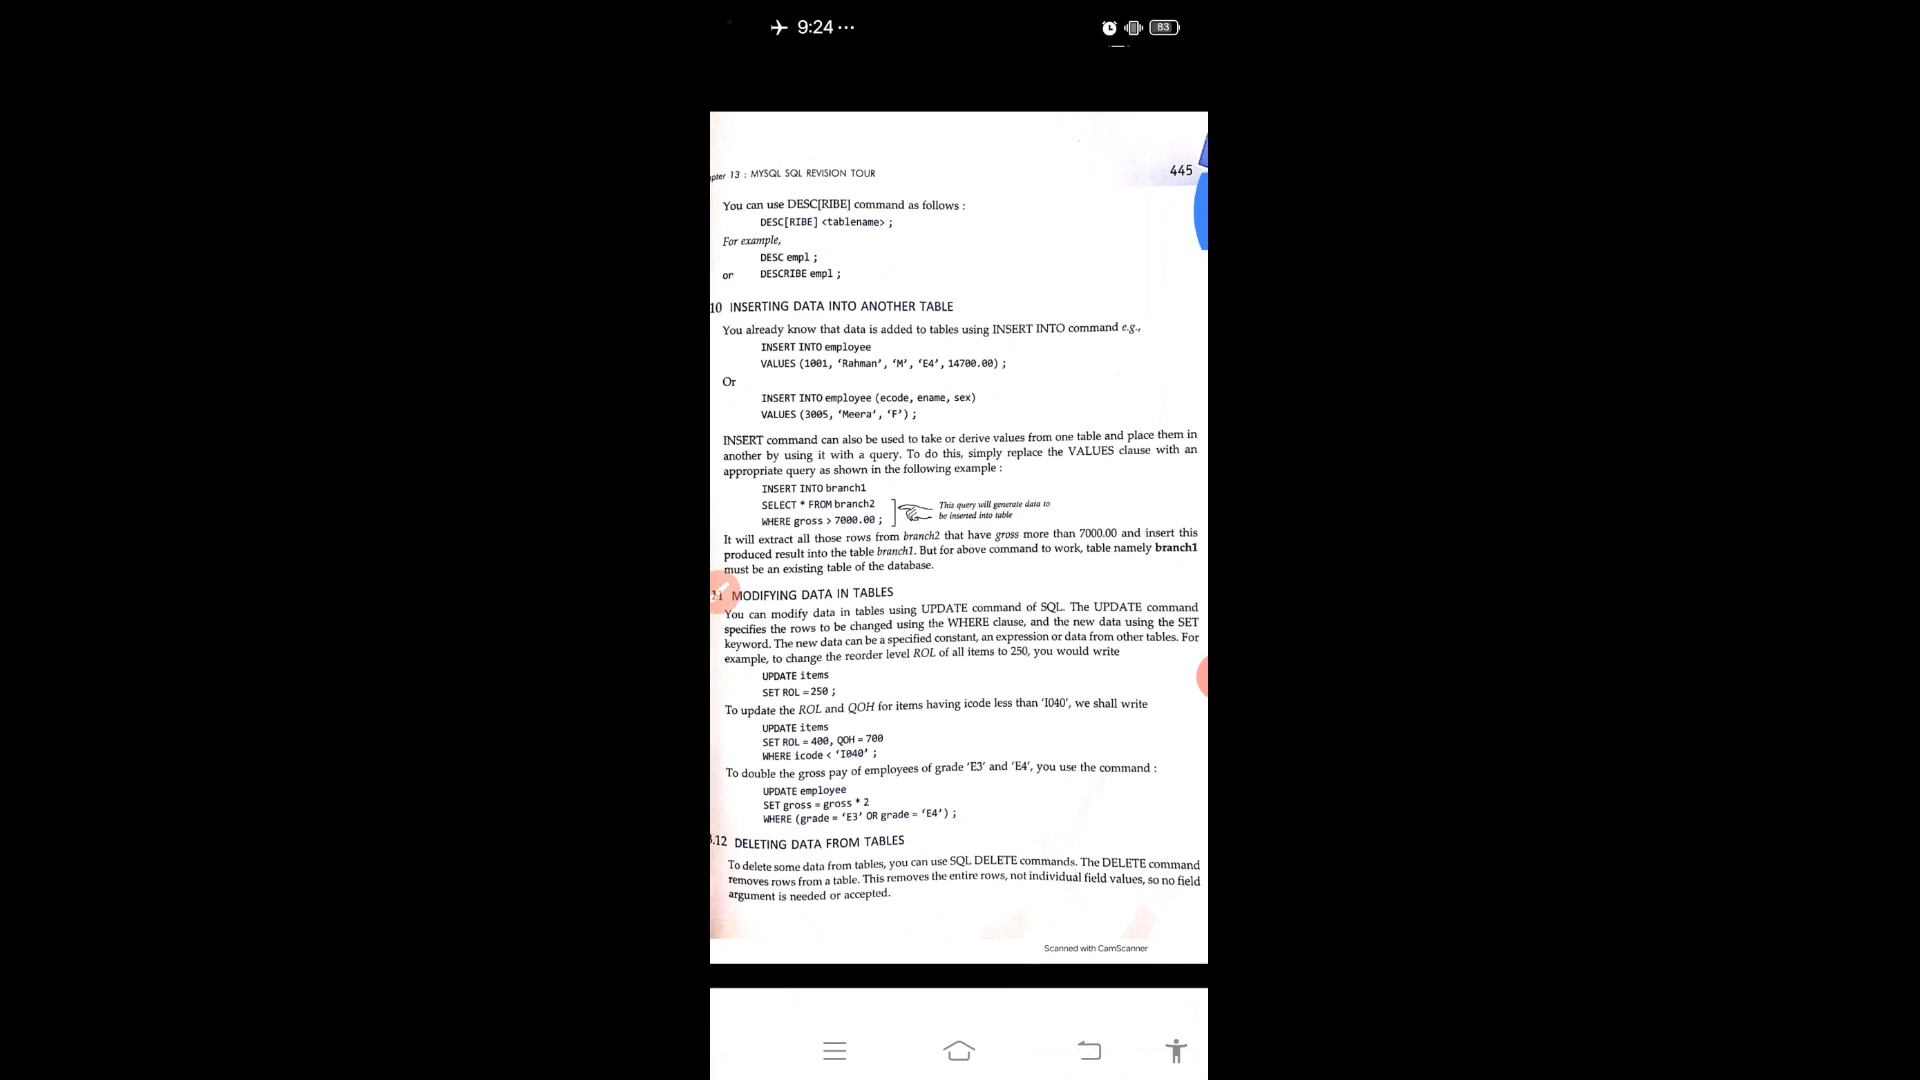 9:24 ...
83
pter 13 : MYSQL SQL REVISION TOUR
445
You can use DESC[RIBE] command as follows :
DESC[RIBE] <tablename> ;
For example,
DESC empl ;
or DESCRIBE empl ;
10 INSERTING DATA INTO ANOTHER TABLE
You already know that data is added to tables using INSERT INTO command e.g.,
INSERT INTO employee
VALUES (1001, ‘Rahman’, ‘M’, ‘E4’, 14700.00) ;
Or
INSERT INTO employee (ecode, ename, sex)
VALUES (3005, ‘Meera’, ‘F’) ;
INSERT command can also be used to take or derive values from one table and place them in
another by using it with a query. To do this, simply replace the VALUES clause with an
appropriate query as shown in the following example :
INSERT INTO branch1
SELECT * FROM branch2
WHERE gross > 7000.00 ;
This query will generate data to
be inserted into table
It will extract all those rows from branch2 that have gross more than 7000.00 and insert this
produced result into the table branch1. But for above command to work, table namely branch1
must be an existing table of the database.
11 MODIFYING DATA IN TABLES
You can modify data in tables using UPDATE command of SQL. The UPDATE command
specifies the rows to be changed using the WHERE clause, and the new data using the SET
keyword. The new data can be a specified constant, an expression or data from other tables. For
example, to change the reorder level ROL of all items to 250, you would write
UPDATE items
SET ROL = 250 ;
To update the ROL and QOH for items having icode less than ‘I040’, we shall write
UPDATE items
SET ROL = 400, QOH = 700
WHERE icode < ‘I040’ ;
To double the gross pay of employees of grade ‘E3’ and ‘E4’, you use the command :
UPDATE employee
SET gross = gross * 2
WHERE (grade = ‘E3’ OR grade = ‘E4’) ;
.12 DELETING DATA FROM TABLES
To delete some data from tables, you can use SQL DELETE commands. The DELETE command
removes rows from a table. This removes the entire rows, not individual field values, so no field
argument is needed or accepted.
Scanned with CamScanner